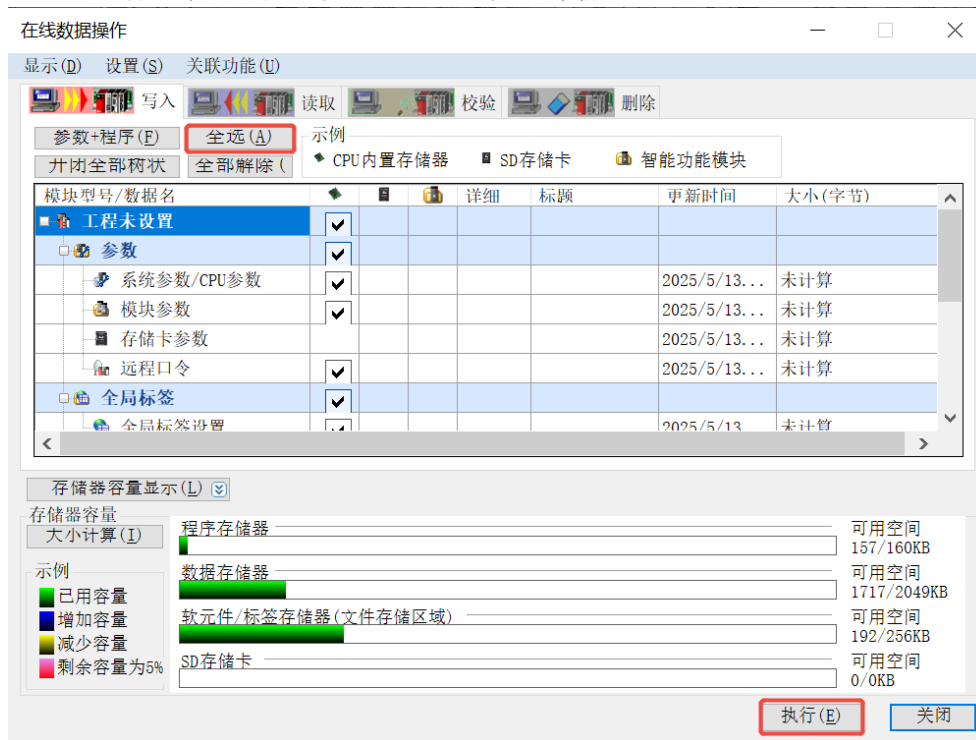 在线数据操作
显示(D) 设置(S) 关联功能(U)
写入 读取 校验 删除
参数+程序(F) 全选(A) 示例
开闭全部树状 全部解除( CPU内置存储器 SD存储卡 智能功能模块
模块型号/数据名 详细 标题 更新时间 大小(字节)
工程未设置
参数
系统参数/CPU参数 2025/5/13... 未计算
模块参数 2025/5/13... 未计算
存储卡参数 2025/5/13... 未计算
远程口令 2025/5/13... 未计算
全局标签
全局标签设置 2025/5/13 未计算
存储器容量显示(L)
存储器容量
大小计算(I) 程序存储器 可用空间
157/160KB
示例 数据存储器 可用空间
已用容量 1717/2049KB
增加容量 软元件/标签存储器(文件存储区域) 可用空间
减少容量 192/256KB
剩余容量为5% SD存储卡 可用空间
0/0KB
执行(E) 关闭